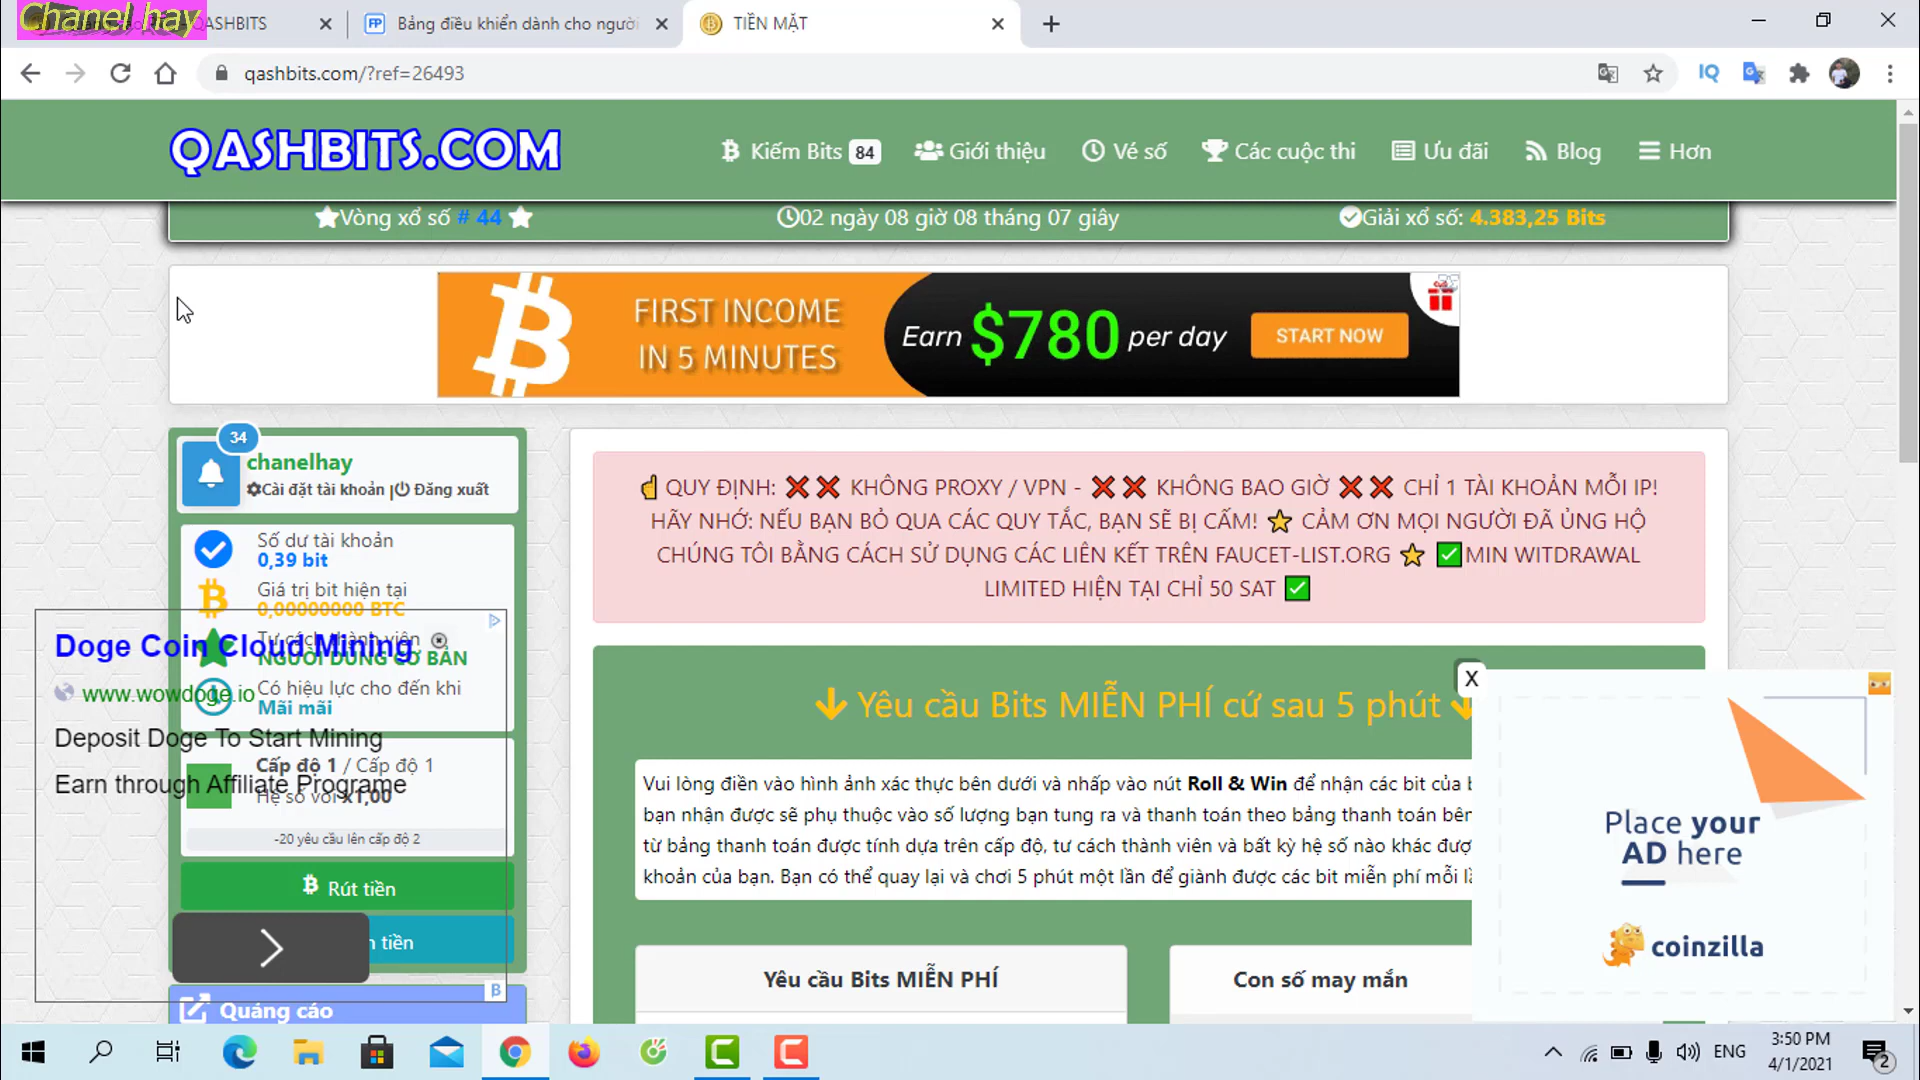 Chanel hay
QASHBITS
Bảng điều khiển dành cho người
TIỀN MẶT
qashbits.com/?ref=26493
QASHBITS.COM
Kiếm Bits 84
Giới thiệu
Vé số
Các cuộc thi
Ưu đãi
Blog
Hơn
Vòng xổ số # 44
02 ngày 08 giờ 08 tháng 07 giây
Giải xổ số: 4.383,25 Bits
FIRST INCOME
IN 5 MINUTES
Earn $780 per day
START NOW
34
chanelhay
Cài đặt tài khoản | Đăng xuất
Số dư tài khoản
0,39 bit
Giá trị bit hiện tại
0,00000000 BTC
Tư cách thành viên
NGƯỜI DÙNG CƠ BẢN
Có hiệu lực cho đến khi
Mãi mãi
Cấp độ 1 / Cấp độ 1
Hệ số với x1,00
-20 yêu cầu lên cấp độ 2
Rút tiền
tiền
Quảng cáo
Doge Coin Cloud Mining
www.wowdoge.io
Deposit Doge To Start Mining
Earn through Affiliate Programe
☝ QUY ĐỊNH: ❌❌ KHÔNG PROXY / VPN - ❌❌ KHÔNG BAO GIỜ ❌❌ CHỈ 1 TÀI KHOẢN MỖI IP!
HÃY NHỚ: NẾU BẠN BỎ QUA CÁC QUY TẮC, BẠN SẼ BỊ CẤM! ⭐ CẢM ƠN MỌI NGƯỜI ĐÃ ỦNG HỘ
CHÚNG TÔI BẰNG CÁCH SỬ DỤNG CÁC LIÊN KẾT TRÊN FAUCET-LIST.ORG ⭐ ✅ MIN WITDRAWAL
LIMITED HIỆN TẠI CHỈ 50 SAT ✅
Yêu cầu Bits MIỄN PHÍ cứ sau 5 phút
Vui lòng điền vào hình ảnh xác thực bên dưới và nhấp vào nút Roll & Win để nhận các bit của
bạn nhận được sẽ phụ thuộc vào số lượng bạn tung ra và thanh toán theo bảng thanh toán bên
từ bảng thanh toán được tính dựa trên cấp độ, tư cách thành viên và bất kỳ hệ số nào khác
khoản của bạn. Bạn có thể quay lại và chơi 5 phút một lần để giành được các bit miễn phí mỗi
Yêu cầu Bits MIỄN PHÍ
Con số may mắn
X
Place your
AD here
coinzilla
ENG
3:50 PM
4/1/2021
2